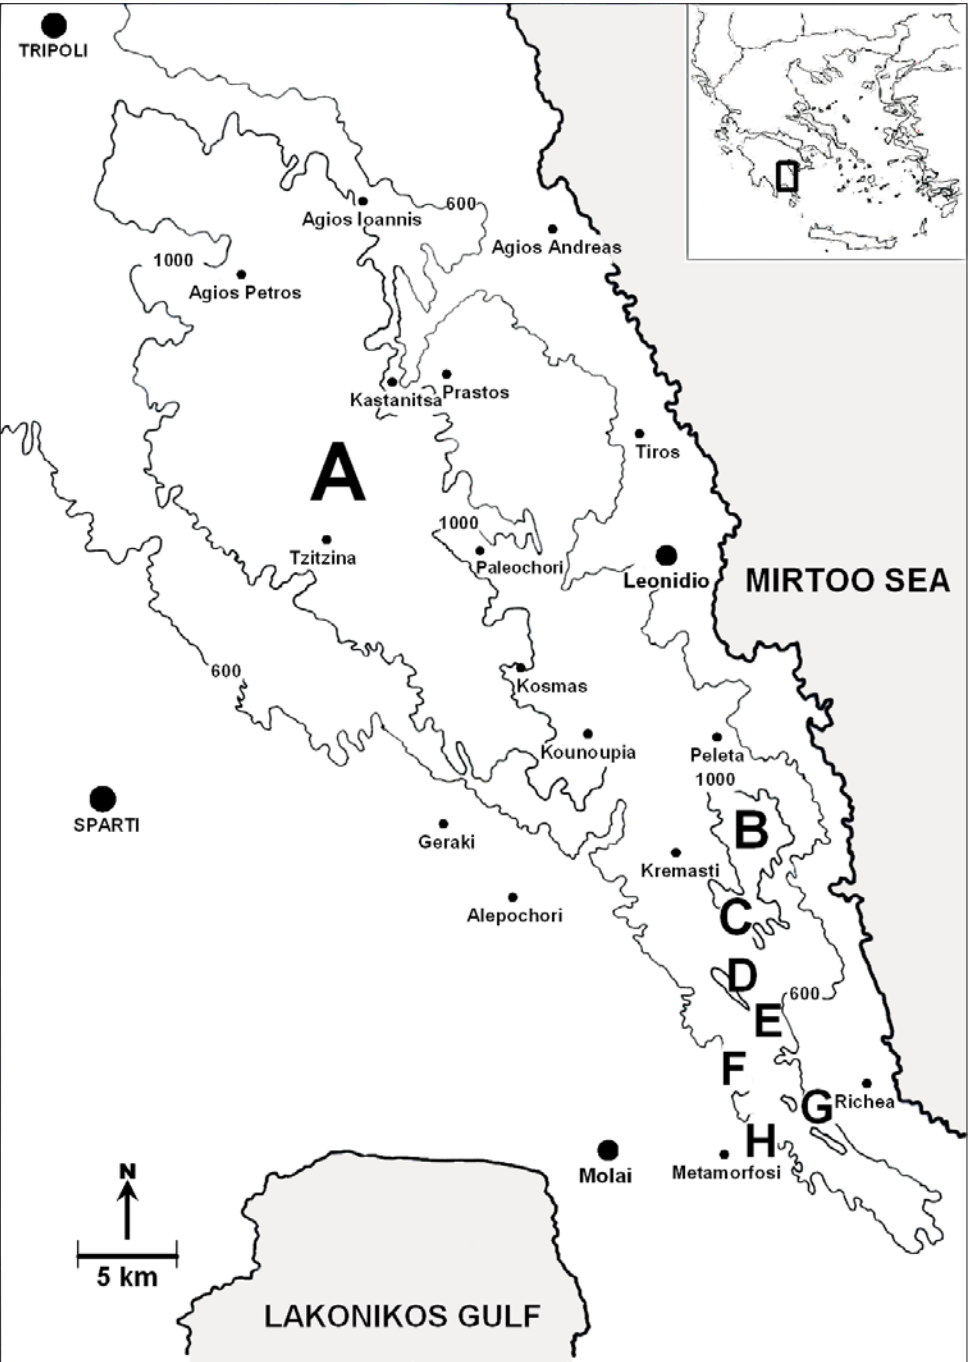 TRIPOLI
600
Agios Ioannis
Agios Andreas
1000
Agios Petros
Kastanitsa
Prastos
Tiros
A
1000
Tzitzina
Paleochori
Leonidio
MIRTOO SEA
600
Kosmas
Kounoupia
Peleta
1000
SPARTI
B
Geraki
Kremasti
Alepochori
C
D
600
E
F
G
Richea
H
N
Molai
Metamorfosi
5 km
LAKONIKOS GULF